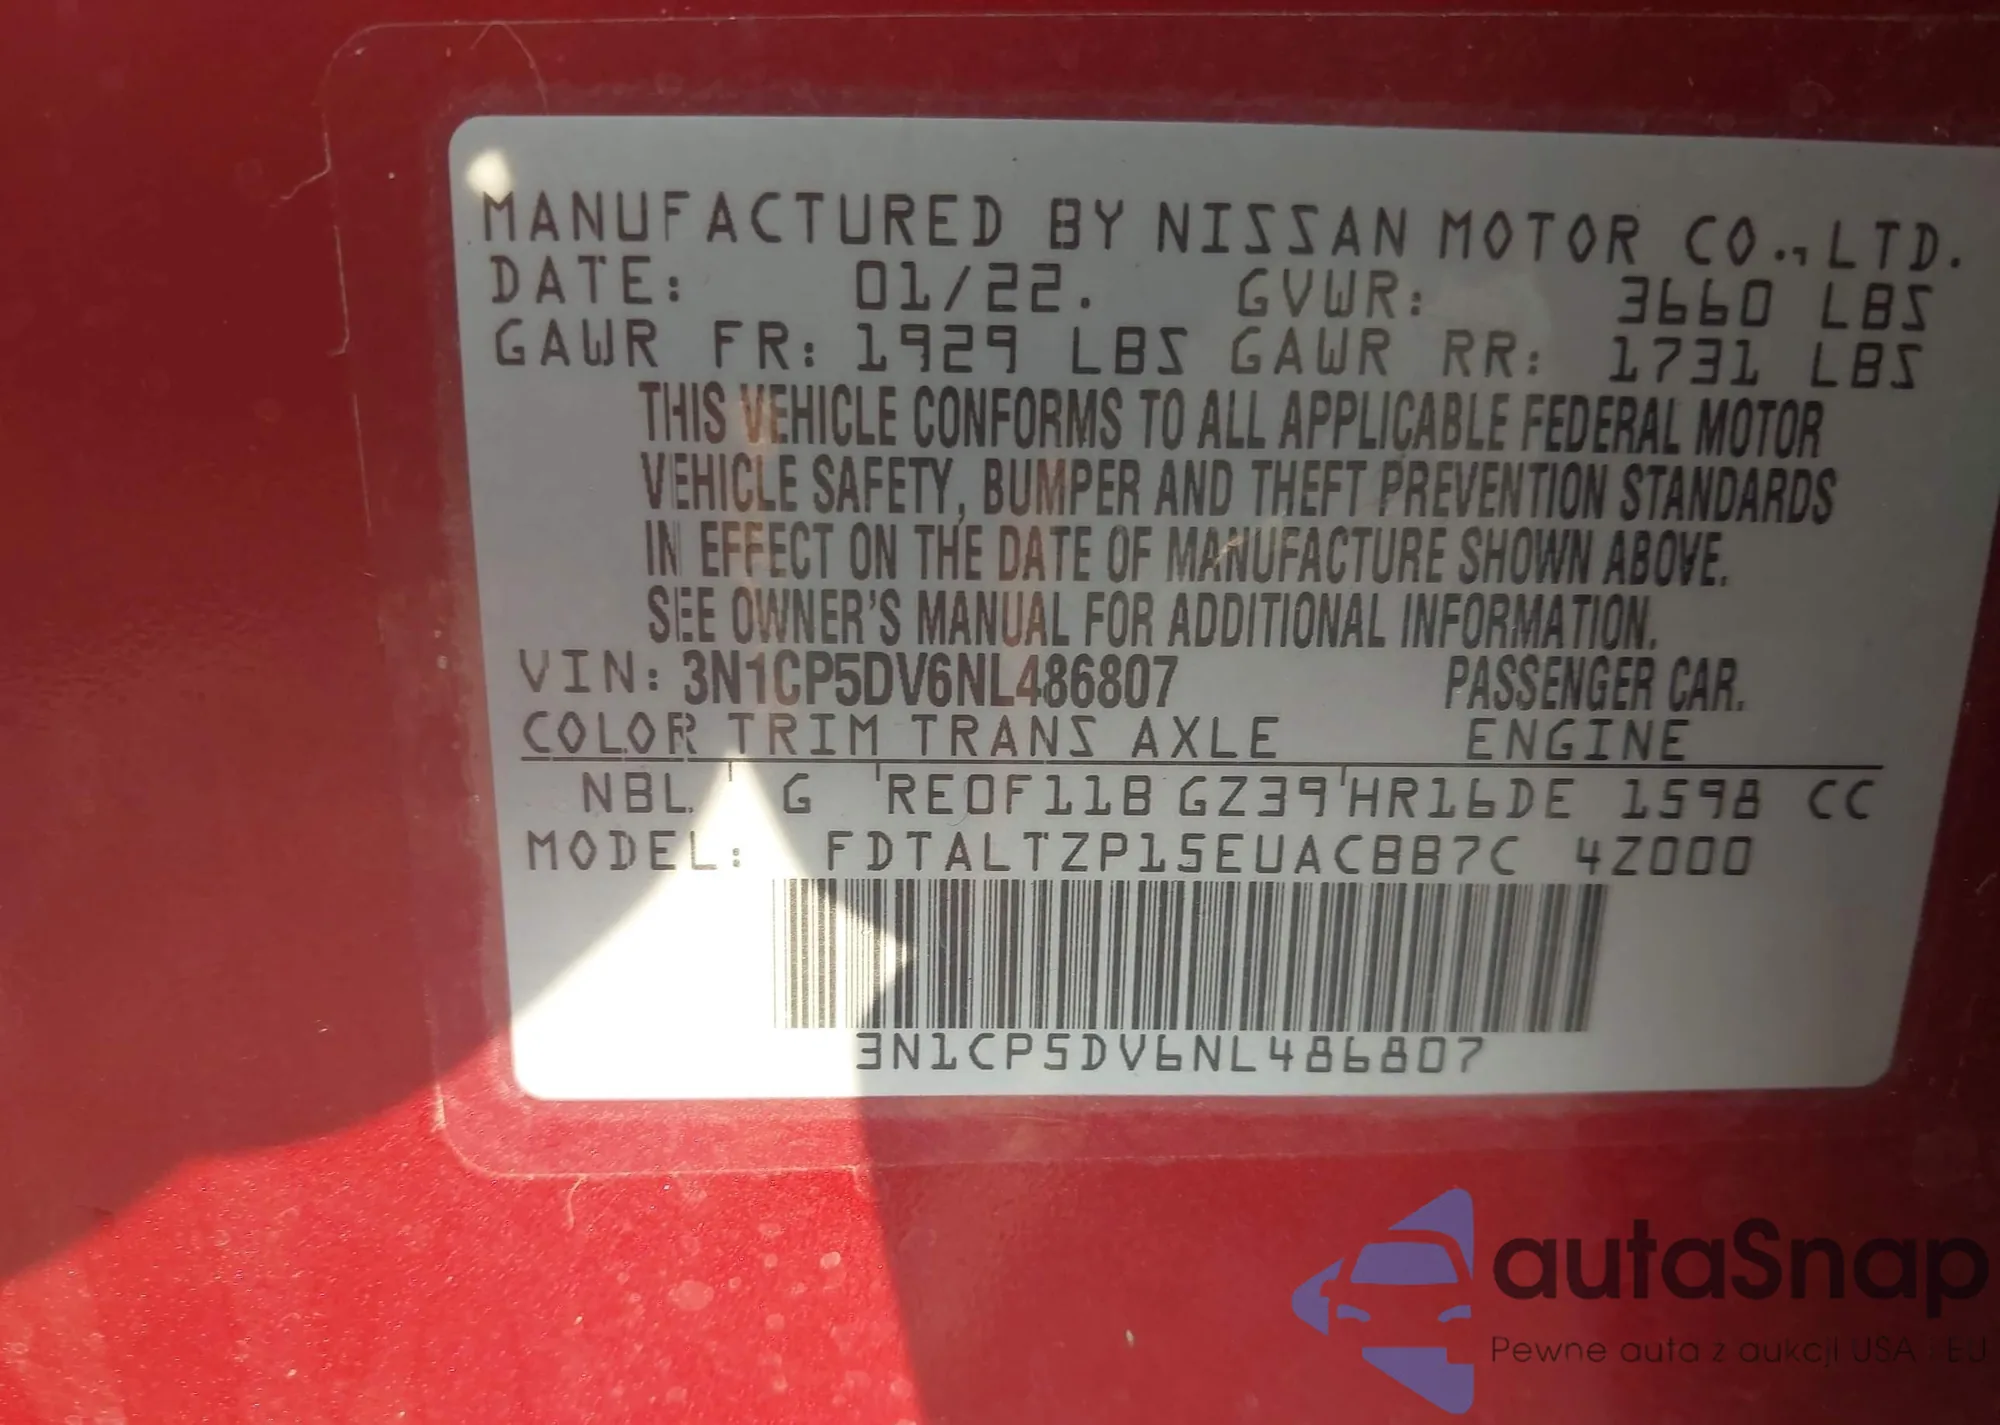 MANUFACTURED BY NISSAN MOTOR CO., LTD.
DATE: 01/22. GVWR: 3660 LBS
GAWR FR: 1929 LBS GAWR RR: 1731 LBS
THIS VEHICLE CONFORMS TO ALL APPLICABLE FEDERAL MOTOR
VEHICLE SAFETY, BUMPER AND THEFT PREVENTION STANDARDS
IN EFFECT ON THE DATE OF MANUFACTURE SHOWN ABOVE.
SEE OWNER'S MANUAL FOR ADDITIONAL INFORMATION.
VIN: 3N1CP5DV6NL486807 PASSENGER CAR.
COLOR TRIM TRANS AXLE ENGINE
NBL G RE0F11B GZ39 HR16DE 1598 CC
MODEL: FDTALTZP15EUACBB7C 4Z000
3N1CP5DV6NL486807
autaSnap
Pewne auta z aukcji USA i EU